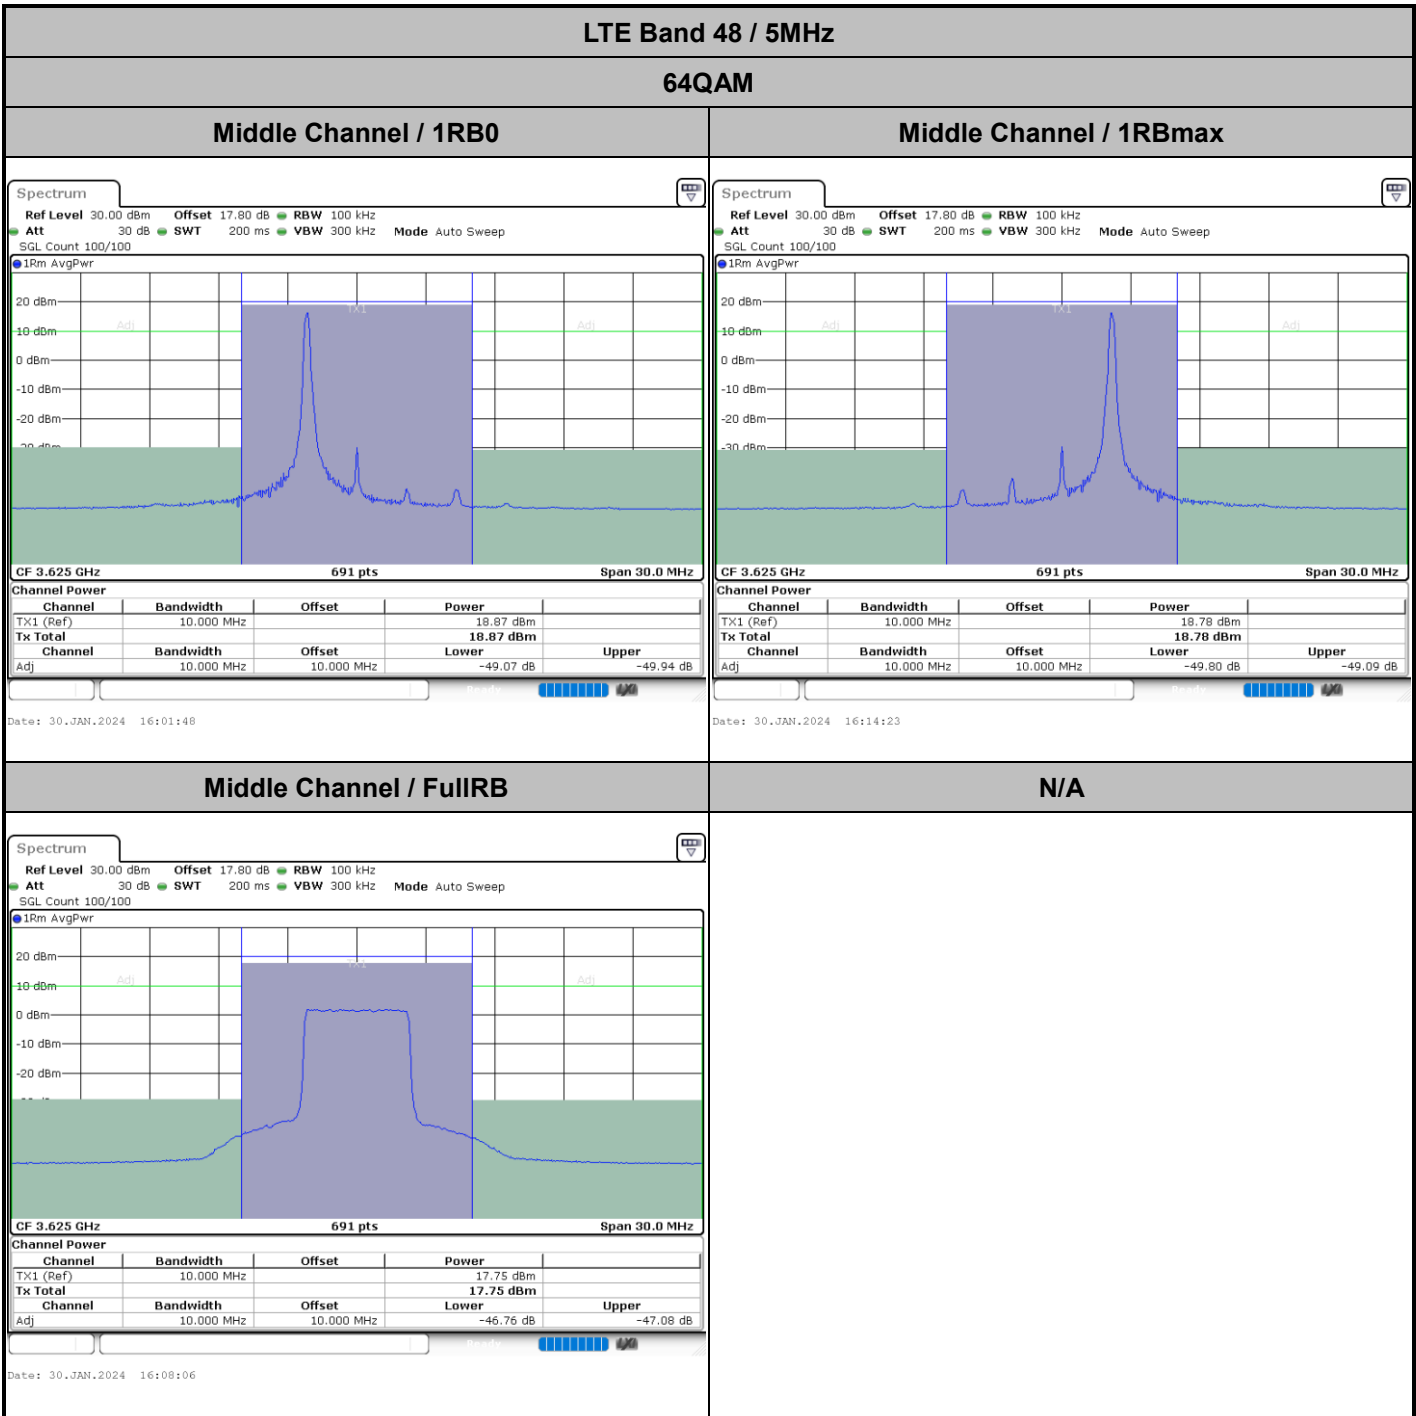 LTE Band 48 / 5MHz
64QAM
Middle Channel / 1RB0
Spectrum
Ref Level 30.00 dBm Offset 17.80 dB RBW 100 kHz
Att 30 dB SWT 200 ms VBW 300 kHz Mode Auto Sweep
SGL Count 100/100
1Rm AvgPwr
TX1
20 dBm
Adj
Adj
10 dBm
0 dBm
-10 dBm
-20 dBm
CF 3.625 GHz 691 pts Span 30.0 MHz
Channel Power
Channel Bandwidth Offset Power
TX1 (Ref) 10.000 MHz 18.87 dBm
Tx Total 18.87 dBm
Channel Bandwidth Offset Lower Upper
Adj 10.000 MHz 10.000 MHz -49.07 dB -49.94 dB
Ready
Date: 30.JAN.2024 16:01:48
Middle Channel / 1RBmax
Spectrum
Ref Level 30.00 dBm Offset 17.80 dB RBW 100 kHz
Att 30 dB SWT 200 ms VBW 300 kHz Mode Auto Sweep
SGL Count 100/100
1Rm AvgPwr
TX1
20 dBm
Adj
Adj
10 dBm
0 dBm
-10 dBm
-20 dBm
-30 dBm
CF 3.625 GHz 691 pts Span 30.0 MHz
Channel Power
Channel Bandwidth Offset Power
TX1 (Ref) 10.000 MHz 18.78 dBm
Tx Total 18.78 dBm
Channel Bandwidth Offset Lower Upper
Adj 10.000 MHz 10.000 MHz -49.80 dB -49.09 dB
Ready
Date: 30.JAN.2024 16:14:23
Middle Channel / FullRB
Spectrum
Ref Level 30.00 dBm Offset 17.80 dB RBW 100 kHz
Att 30 dB SWT 200 ms VBW 300 kHz Mode Auto Sweep
SGL Count 100/100
1Rm AvgPwr
20 dBm
TX1
Adj
Adj
10 dBm
0 dBm
-10 dBm
-20 dBm
CF 3.625 GHz 691 pts Span 30.0 MHz
Channel Power
Channel Bandwidth Offset Power
TX1 (Ref) 10.000 MHz 17.75 dBm
Tx Total 17.75 dBm
Channel Bandwidth Offset Lower Upper
Adj 10.000 MHz 10.000 MHz -46.76 dB -47.08 dB
Ready
Date: 30.JAN.2024 16:08:06
N/A